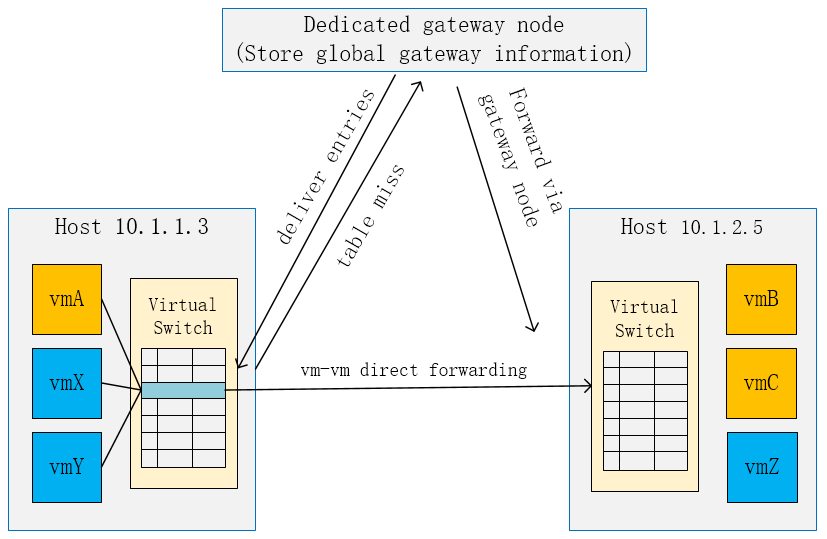 Dedicated gateway node
(Store global gateway information)
deliver entries
table miss
Forward via
gateway node
Host 10.1.1.3
vmA
vmX
vmY
Virtual
Switch
vm-vm direct forwarding
Host 10.1.2.5
Virtual
Switch
vmB
vmC
vmZ